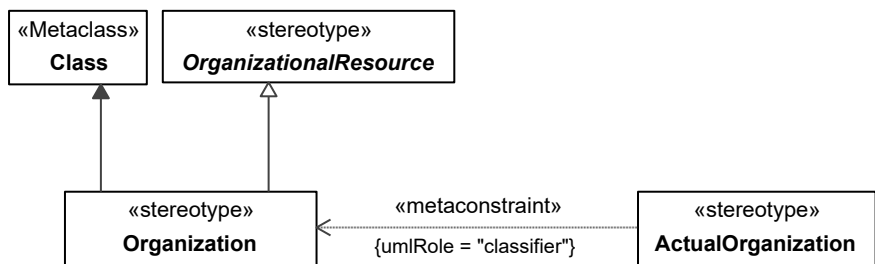 «Metaclass»
Class
«stereotype»
OrganizationalResource
«stereotype»
Organization
«metaconstraint»
{umlRole = "classifier"}
«stereotype»
ActualOrganization